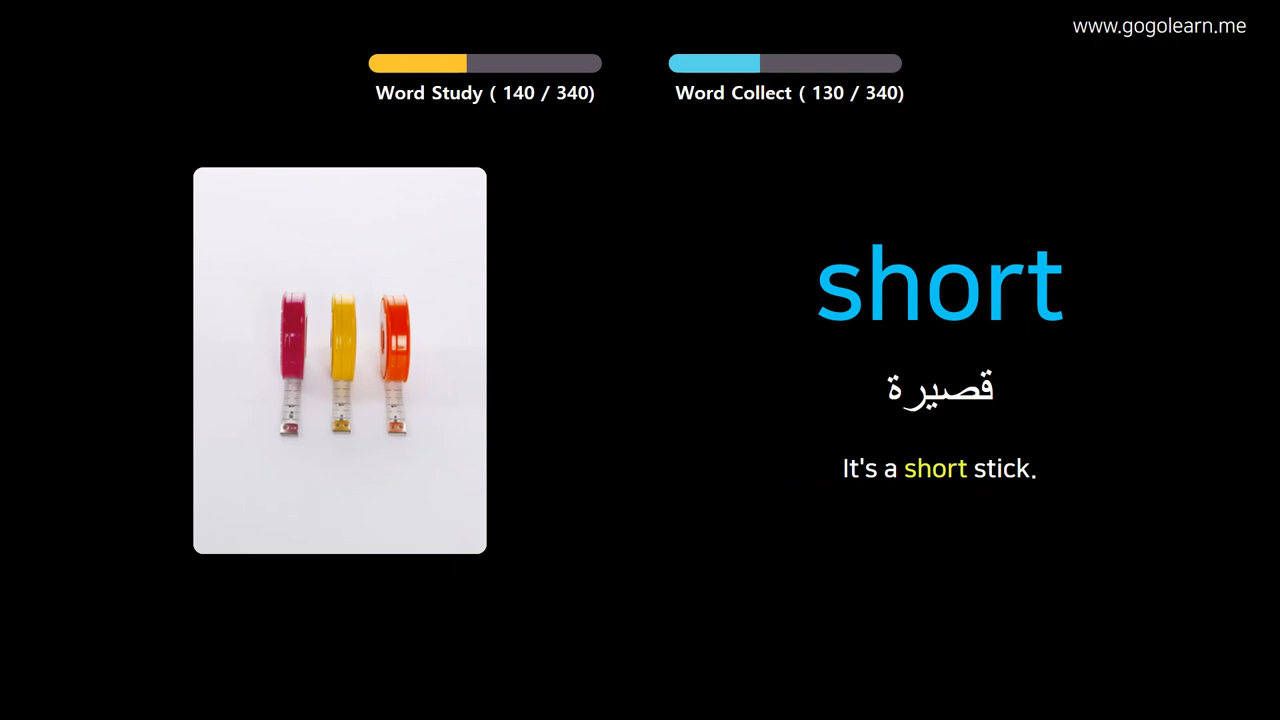 www.gogolearn.me
Word Study ( 140 / 340)
Word Collect ( 130 / 340)
short
قصيرة
It's a short stick.